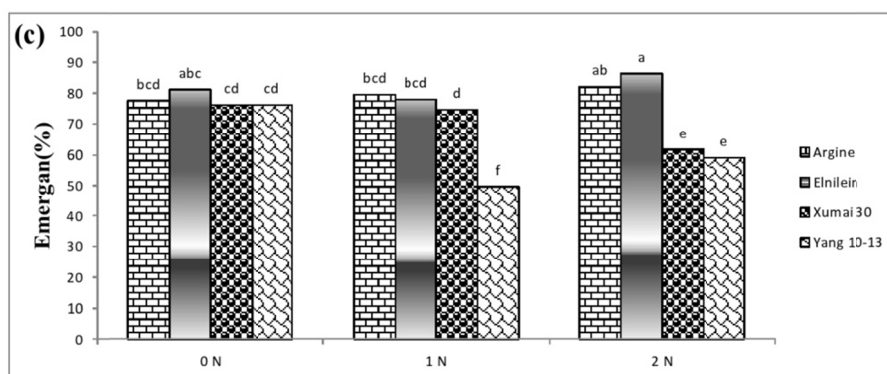 (c)
Emergan(%)
100
90
80
70
60
50
40
30
20
10
0
bcd abc cd cd
bcd bcd d f
ab a e e
0 N 1 N 2 N
Argine
Elnilein
Xumai 30
Yang 10-13